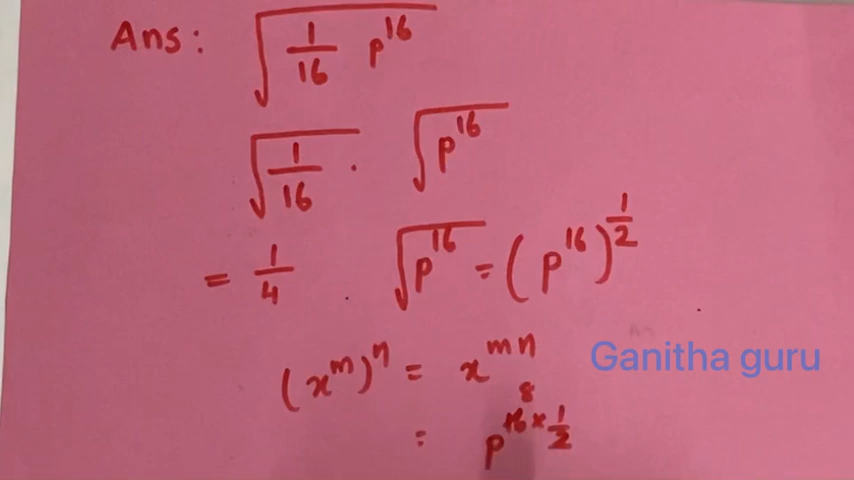 Ans: √(1/16 p^16)
√(1/16) . √(p^16)
= 1/4 . √(p^16) = (p^16)^(1/2)
(x^m)^n = x^(mn)
Ganitha guru
8
= p^(16×1/2)